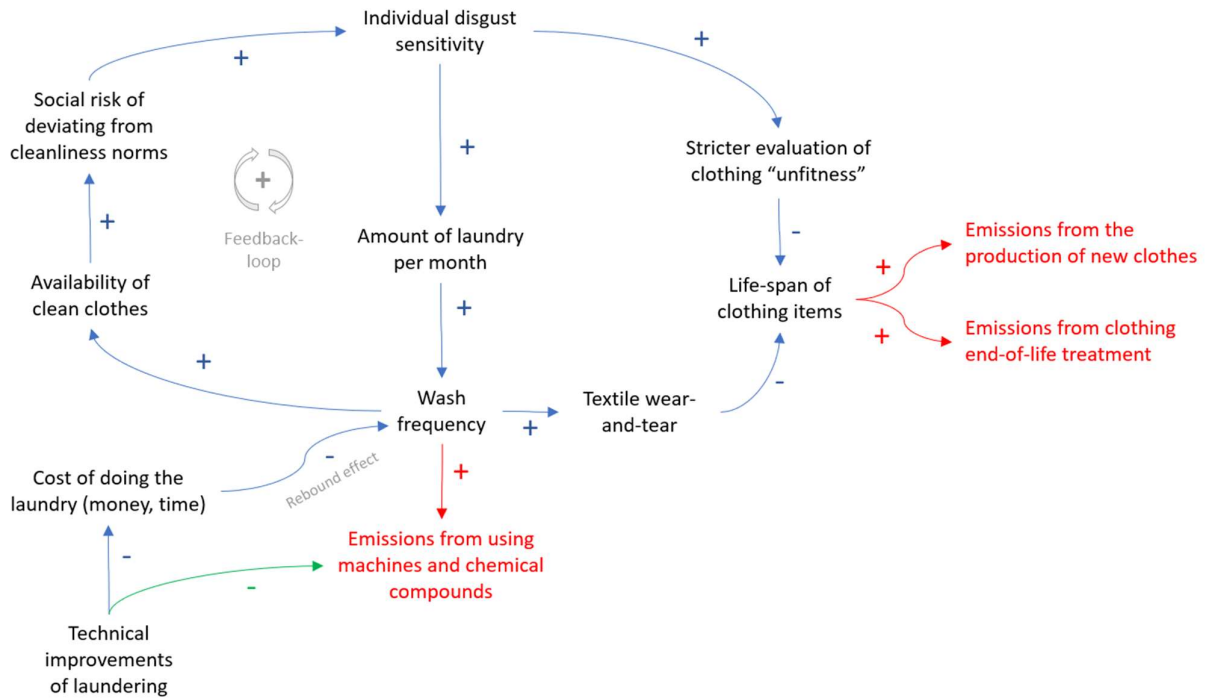 Individual disgust
sensitivity
+
+
Social risk of
deviating from
cleanliness norms
+
Feedback-
loop
+
Stricter evaluation of
clothing “unfitness”
+
-
Amount of laundry
per month
Emissions from the
production of new clothes
+
Availability of
clean clothes
Life-span of
clothing items
+
+
Emissions from clothing
end-of-life treatment
+
-
Wash
frequency
+
Textile wear-
and-tear
-
Rebound effect
Cost of doing the
laundry (money, time)
+
-
Emissions from using
machines and chemical
compounds
-
Technical
improvements
of laundering